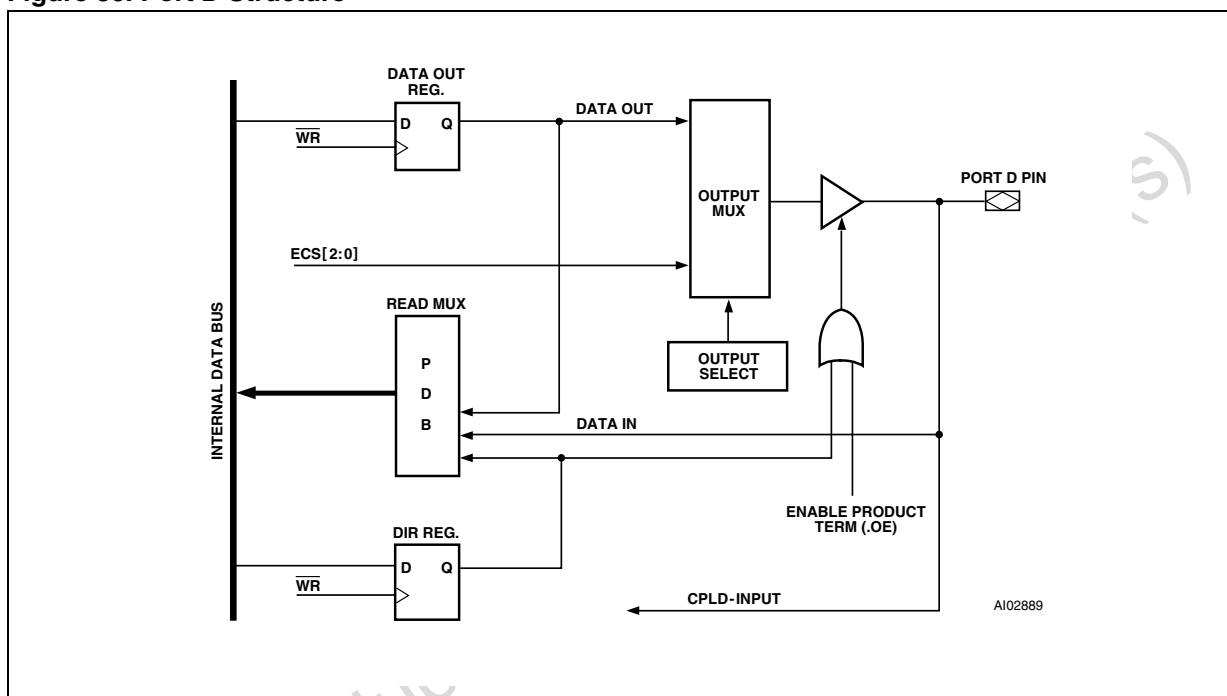 DATA OUT
REG.
D Q
WR
DATA OUT
OUTPUT
MUX
PORT D PIN
ECS[2:0]
READ MUX
P
D
B
INTERNAL DATA BUS
OUTPUT
SELECT
DATA IN
ENABLE PRODUCT
TERM (.OE)
DIR REG.
D Q
WR
CPLD-INPUT
AI02889